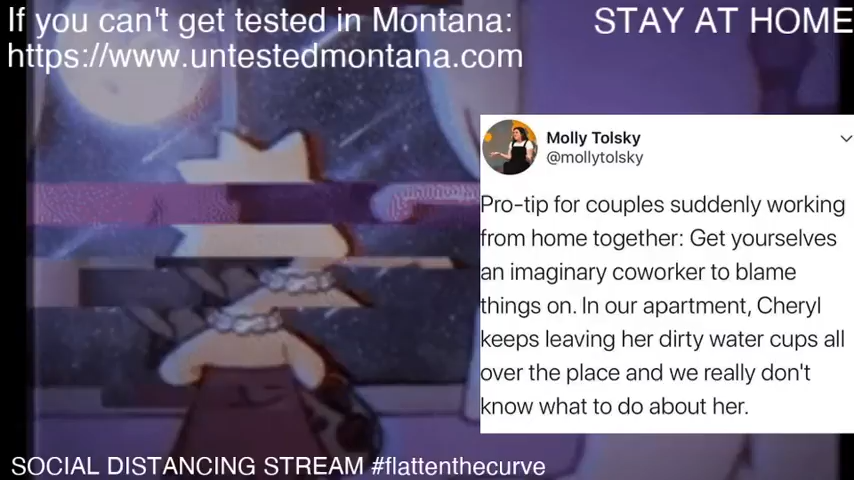 If you can't get tested in Montana:
https://www.untestedmontana.com
STAY AT HOME
Molly Tolsky
@mollytolsky
Pro-tip for couples suddenly working
from home together: Get yourselves
an imaginary coworker to blame
things on. In our apartment, Cheryl
keeps leaving her dirty water cups all
over the place and we really don't
know what to do about her.
SOCIAL DISTANCING STREAM #flattenthecurve